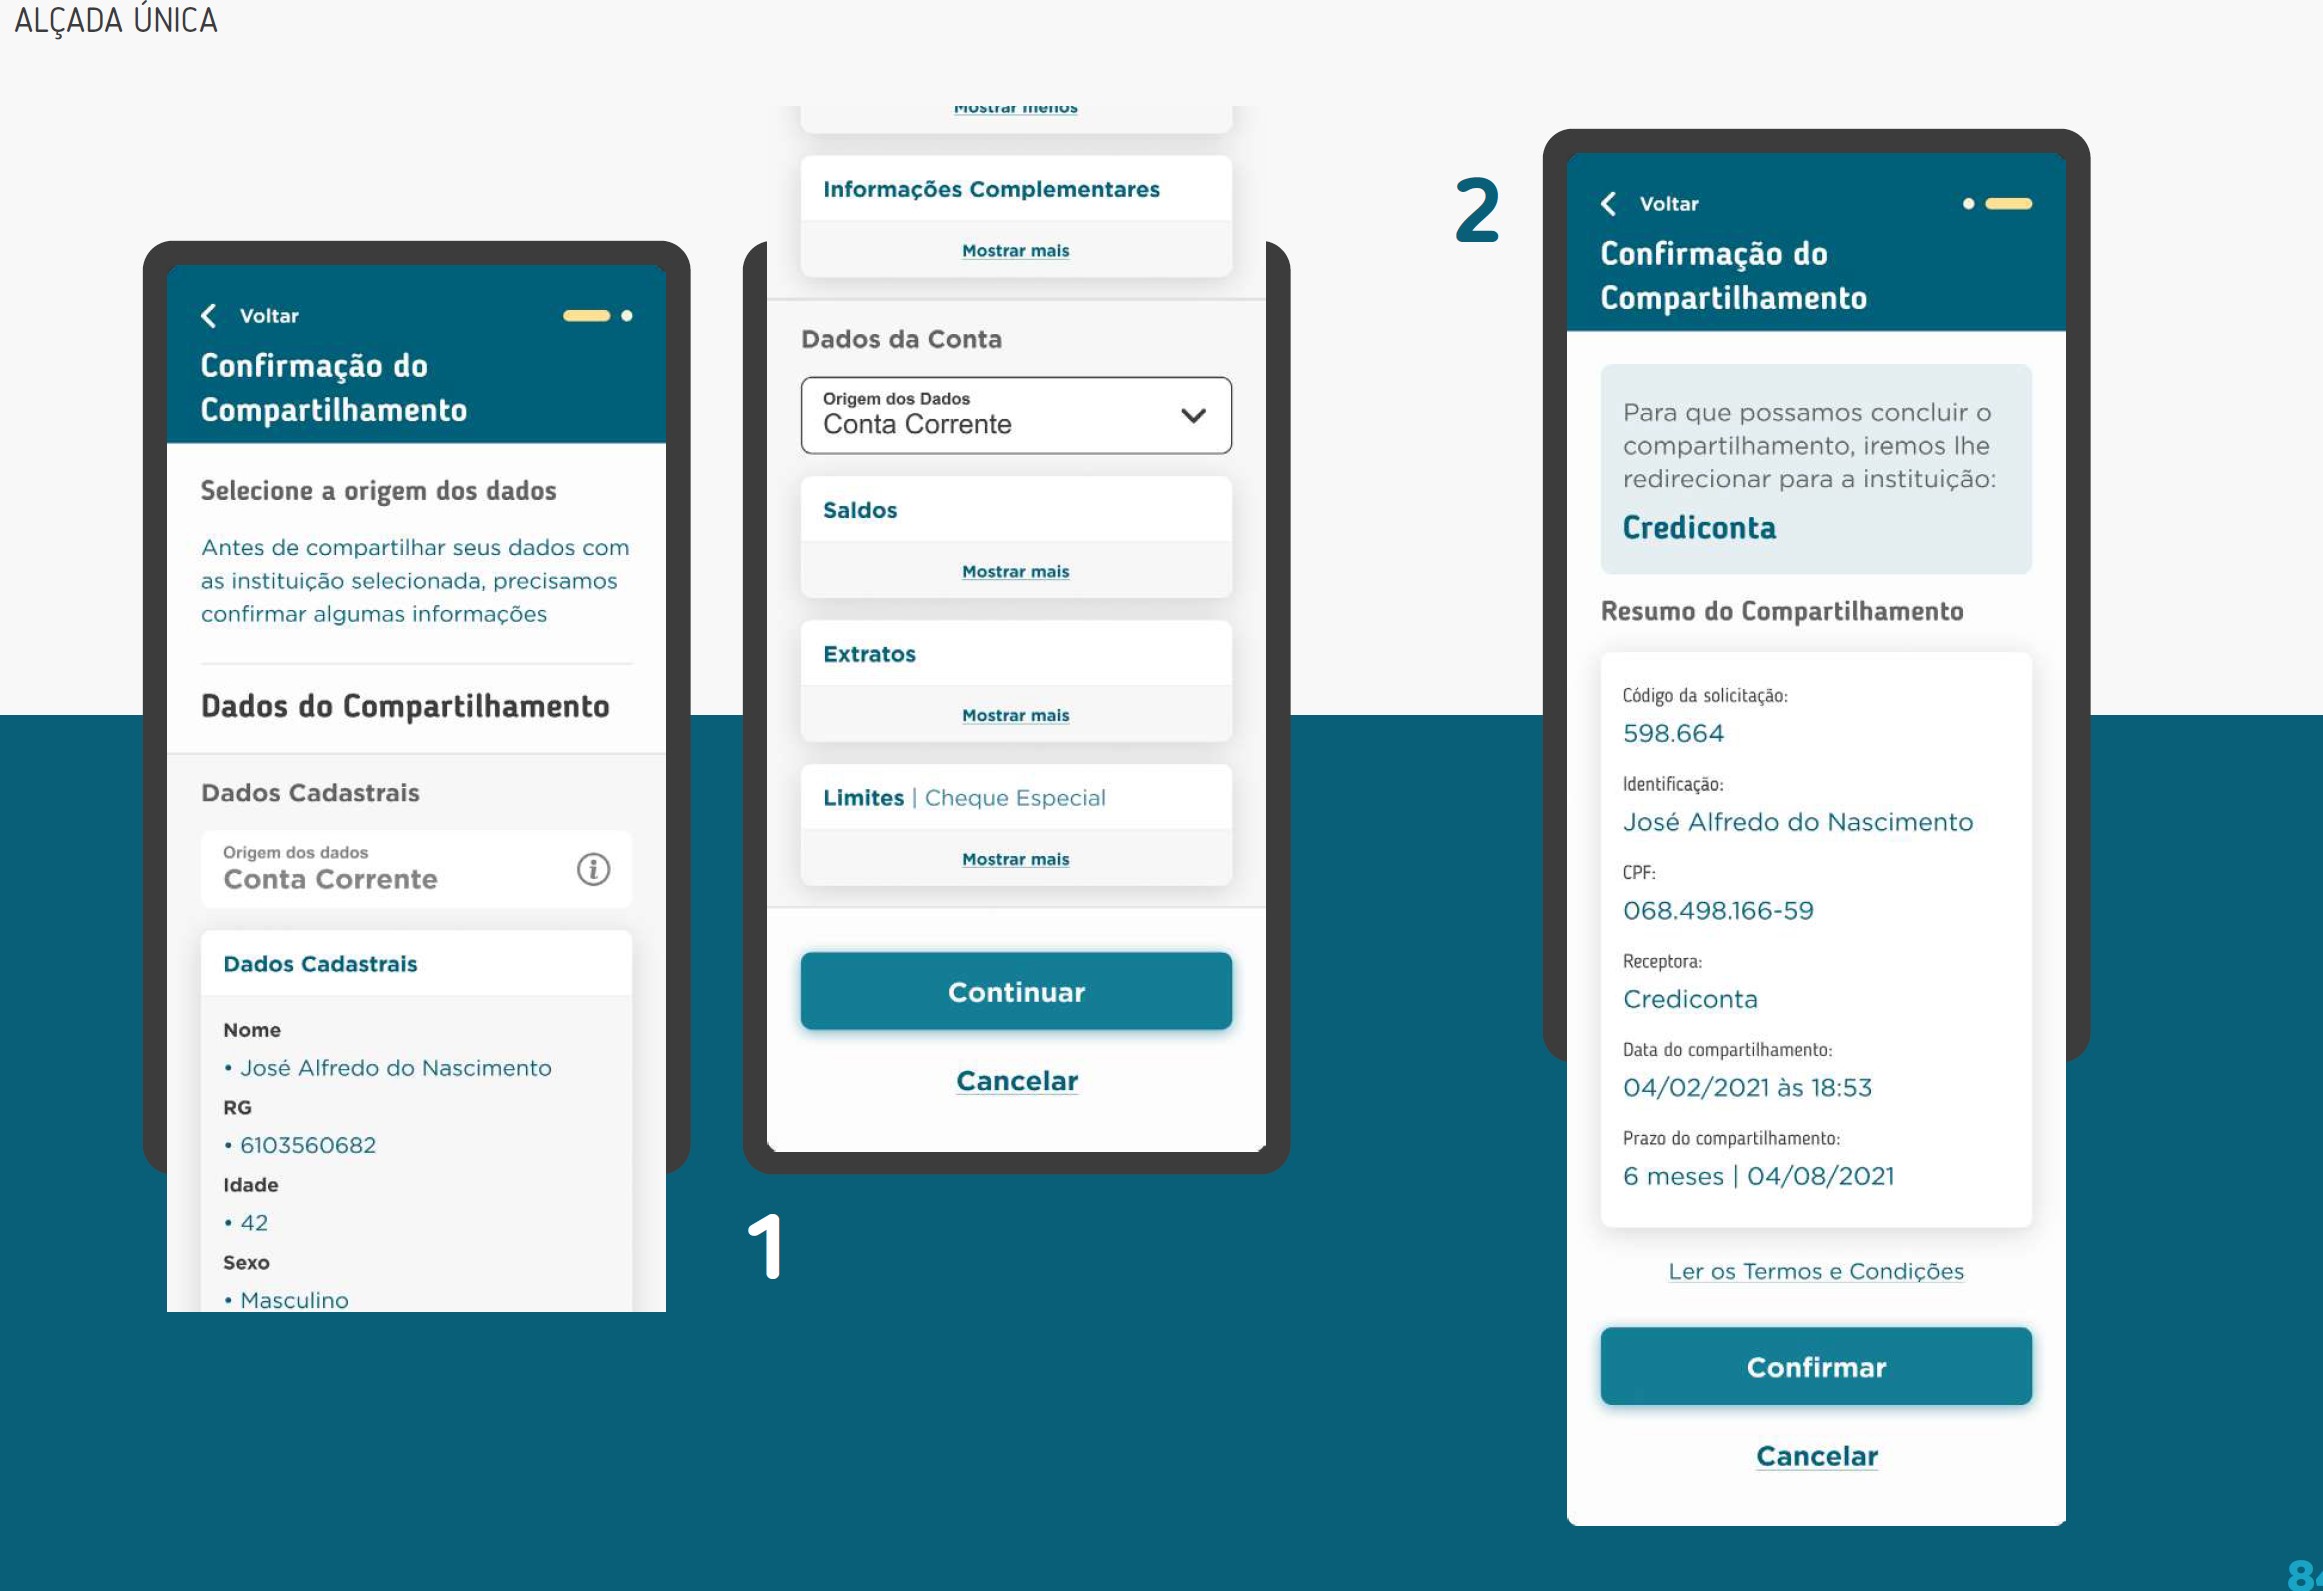 ALÇADA ÚNICA
Voltar
Confirmação do
Compartilhamento
Selecione a origem dos dados
Antes de compartilhar seus dados com
as instituição selecionada, precisamos
confirmar algumas informações
Dados do Compartilhamento
Dados Cadastrais
Origem dos dados
Conta Corrente
Dados Cadastrais
Nome
• José Alfredo do Nascimento
RG
• 6103560682
Idade
• 42
Sexo
• Masculino
Mostrar menos
Informações Complementares
Mostrar mais
Dados da Conta
Origem dos Dados
Conta Corrente
Saldos
Mostrar mais
Extratos
Mostrar mais
Limites | Cheque Especial
Mostrar mais
Continuar
Cancelar
1
2
Voltar
Confirmação do
Compartilhamento
Para que possamos concluir o
compartilhamento, iremos lhe
redirecionar para a instituição:
Crediconta
Resumo do Compartilhamento
Código da solicitação:
598.664
Identificação:
José Alfredo do Nascimento
CPF:
068.498.166-59
Receptora:
Crediconta
Data do compartilhamento:
04/02/2021 às 18:53
Prazo do compartilhamento:
6 meses | 04/08/2021
Ler os Termos e Condições
Confirmar
Cancelar